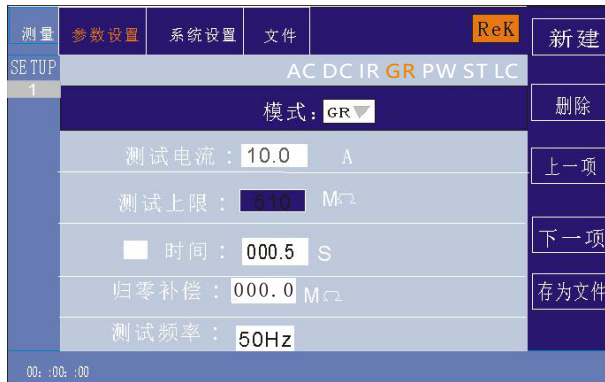 测量 参数设置 系统设置 文件 ReK 新建
SETUP AC DC IR GR PW ST LC
1
模式：GR 删除
测试电流：10.0 A 上一项
测试上限：510 MΩ
时间：000.5 S 下一项
归零补偿：000.0 MΩ 存为文件
测试频率：50Hz
00: :00: :00